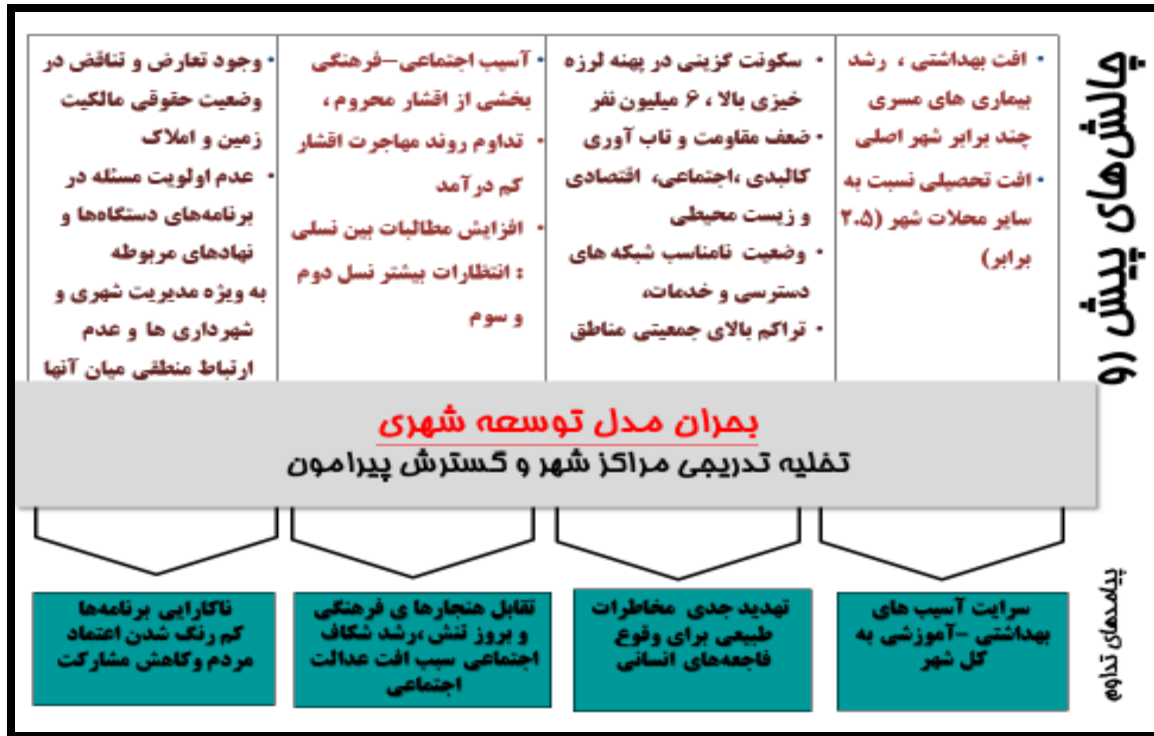 چالش‌های پیش رو
• افت بهداشتی ، رشد
بیماری های مسری
چند برابر شهر اصلی
• افت تحصیلی نسبت به
سایر محلات شهر (۲.۵
برابر)
• سکونت گزینی در پهنه لرزه
خیزی بالا ، ۶ میلیون نفر
• ضعف مقاومت و تاب آوری
کالبدی ،اجتماعی، اقتصادی
و زیست محیطی
• وضعیت نامناسب شبکه های
دسترسی و خدمات،
• تراکم بالای جمعیتی مناطق
• آسیب اجتماعی–فرهنگی
بخشی از اقشار محروم ،
• تداوم روند مهاجرت اقشار
کم درآمد
• افزایش مطالبات بین نسلی
: انتظارات بیشتر نسل دوم
و سوم
• وجود تعارض و تناقض در
وضعیت حقوقی مالکیت
زمین و املاک
• عدم اولویت مسئله در
برنامه‌های دستگاه‌ها و
نهادهای مربوطه
به ویژه مدیریت شهری و
شهرداری ها و عدم
ارتباط منطقی میان آنها
بحران مدل توسعه شهری
تخلیه تدریجی مراکز شهر و گسترش پیرامون
پیامدهای تداوم
سرایت آسیب های
بهداشتی –آموزشی به
کل شهر
تهدید جدی مخاطرات
طبیعی برای وقوع
فاجعه‌های انسانی
تقابل هنجارها ی فرهنگی
و بروز تنش ،رشد شکاف
اجتماعی سبب افت عدالت
اجتماعی
ناکارایی برنامه‌ها
کم رنگ شدن اعتماد
مردم وکاهش مشارکت